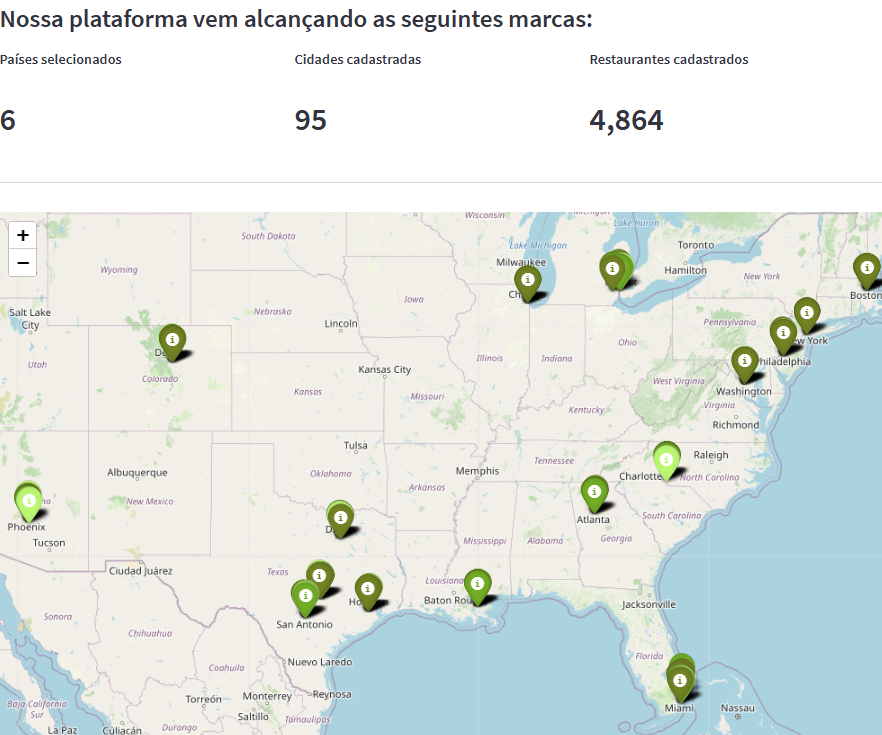 Nossa plataforma vem alcançando as seguintes marcas:
Países selecionados
Cidades cadastradas
Restaurantes cadastrados
6
95
4,864
+
−
Wisconsin
Michigan
Lake Huron
South Dakota
Toronto
Lake Michigan
Milwaukee
Wyoming
Hamilton
New York
Boston
Iowa
Salt Lake
City
Nebraska
Lincoln
Pennsylvania
Ohio
Philadelphia
Utah
Colorado
Kansas City
Illinois
Indiana
Kansas
Missouri
West Virginia
Washington
Virginia
Kentucky
Richmond
Tulsa
Raleigh
Albuquerque
Oklahoma
Memphis
Tennessee
Charlotte
North Carolina
Arkansas
New Mexico
South Carolina
Phoenix
Atlanta
Tucson
Mississippi
Alabama
Georgia
Ciudad Juárez
Texas
Louisiana
Baton Rou
Jacksonville
Sonora
San Antonio
Chihuahua
Florida
Nuevo Laredo
Coahuila
Reynosa
Monterrey
Torreón
Baja California
Sur
Miami
Nassau
Saltillo
Tamaulipas
La Paz
Culiacán
Durango